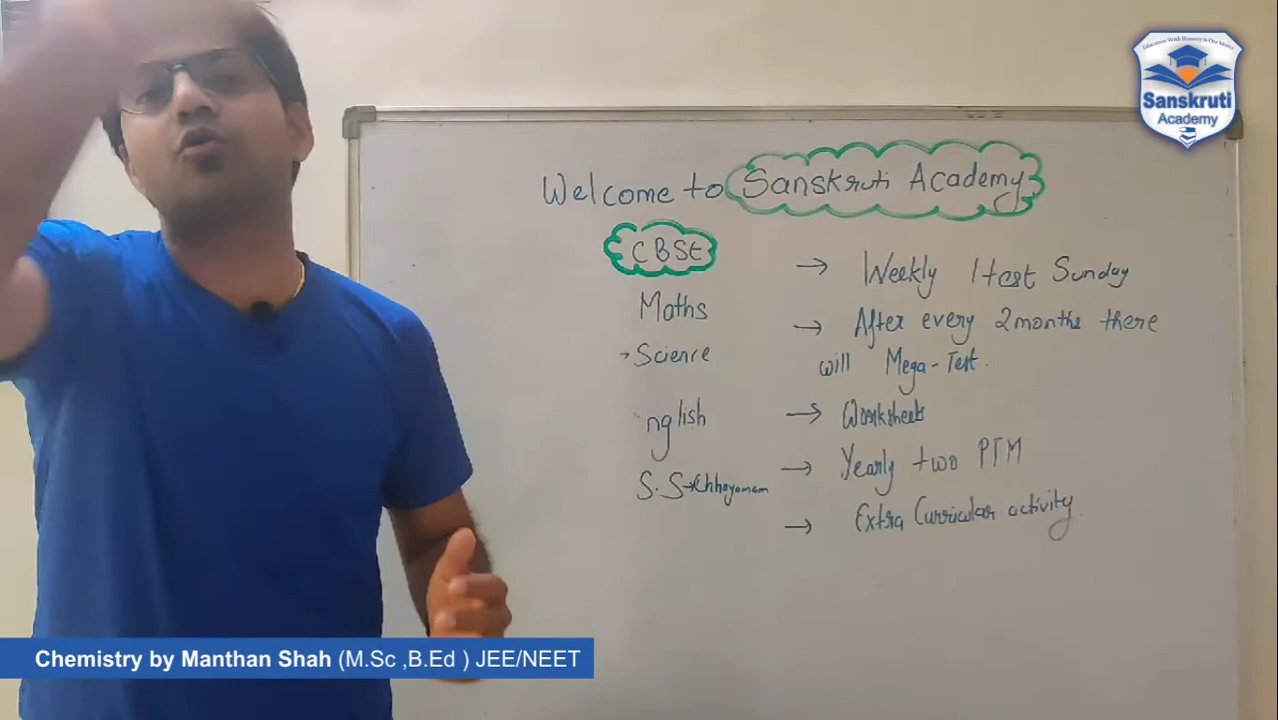 Sanskruti
Academy
Welcome to Sanskruti Academy
CBSE
Maths
→Science
nglish
S.S→
→ Weekly 1 test Sunday
→ After every 2 months there
will Mega-Test.
→ Worksheets
→ Yearly two PTM
→ Extra Curricular activity.
Chemistry by Manthan Shah (M.Sc ,B.Ed ) JEE/NEET